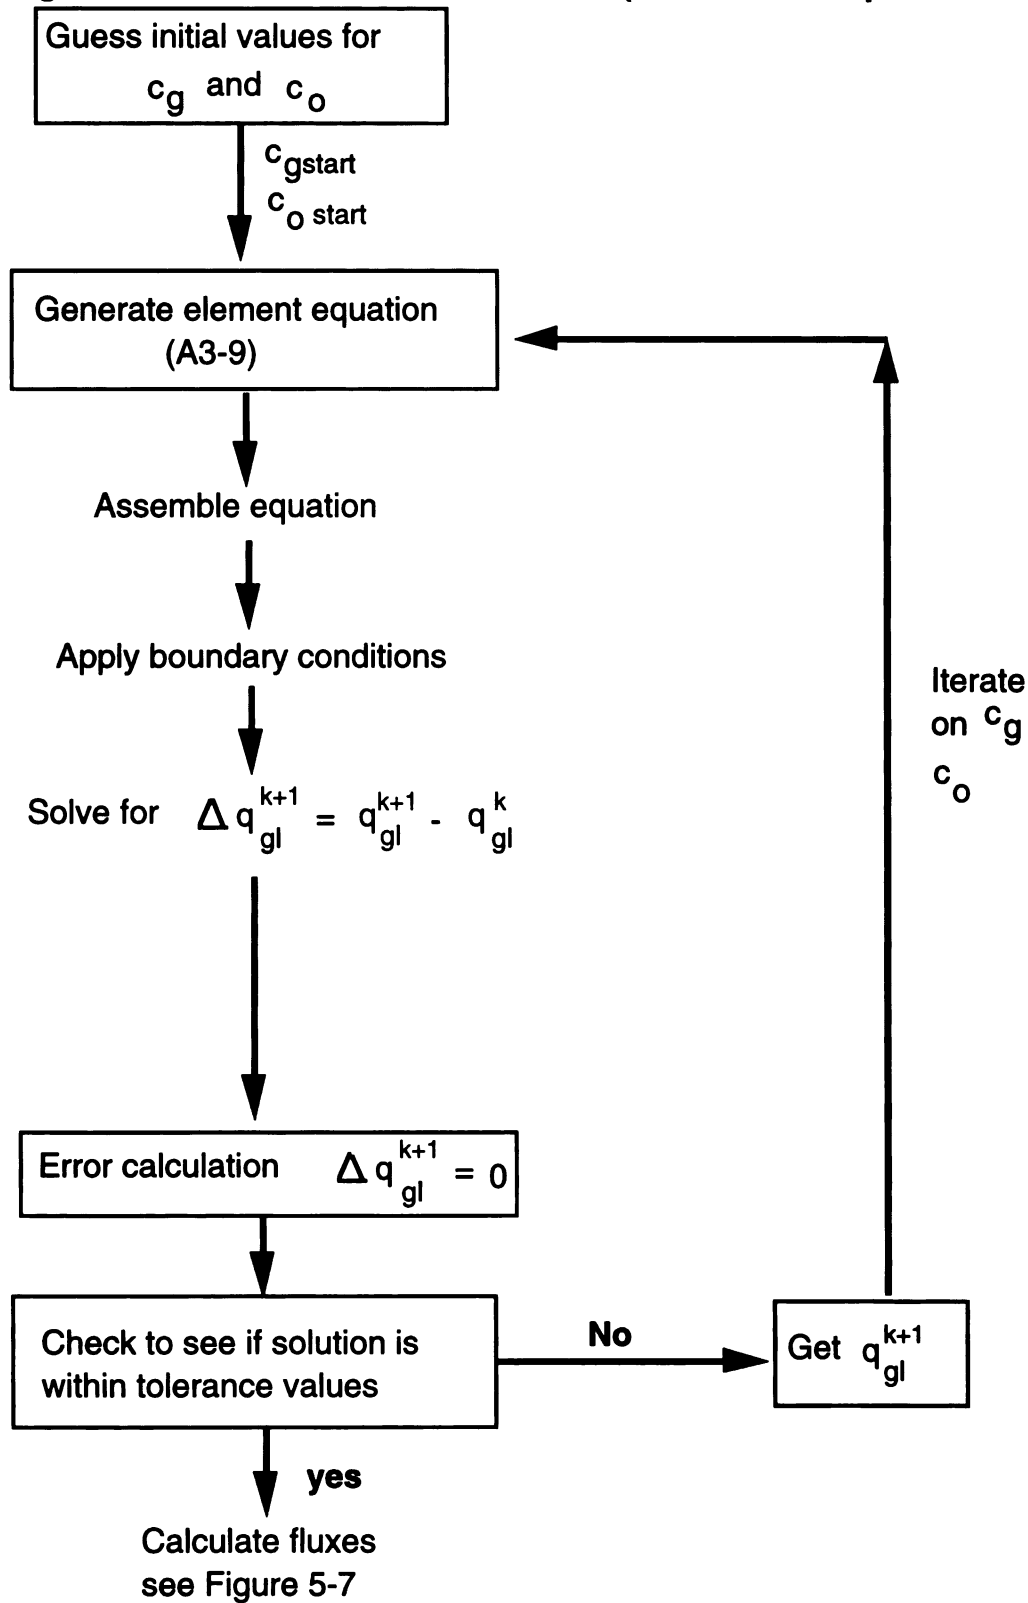 Guess initial values for
c_g and c_o
c_gstart
c_o start
Generate element equation
(A3-9)
Assemble equation
Apply boundary conditions
Solve for Δ q_gl^k+1 = q_gl^k+1 - q_gl^k
Error calculation Δ q_gl^k+1 = 0
Check to see if solution is
within tolerance values
No
Get q_gl^k+1
Iterate
on c_g
c_o
yes
Calculate fluxes
see Figure 5-7